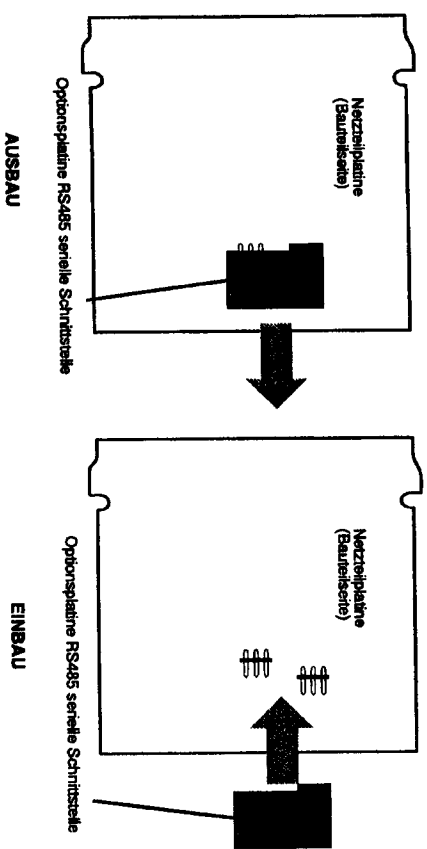 Netzteilplatine
(Bauteilseite)
Optionsplatine RS485 serielle Schnittstelle
AUSBAU
Netzteilplatine
(Bauteilseite)
Optionsplatine RS485 serielle Schnittstelle
EINBAU